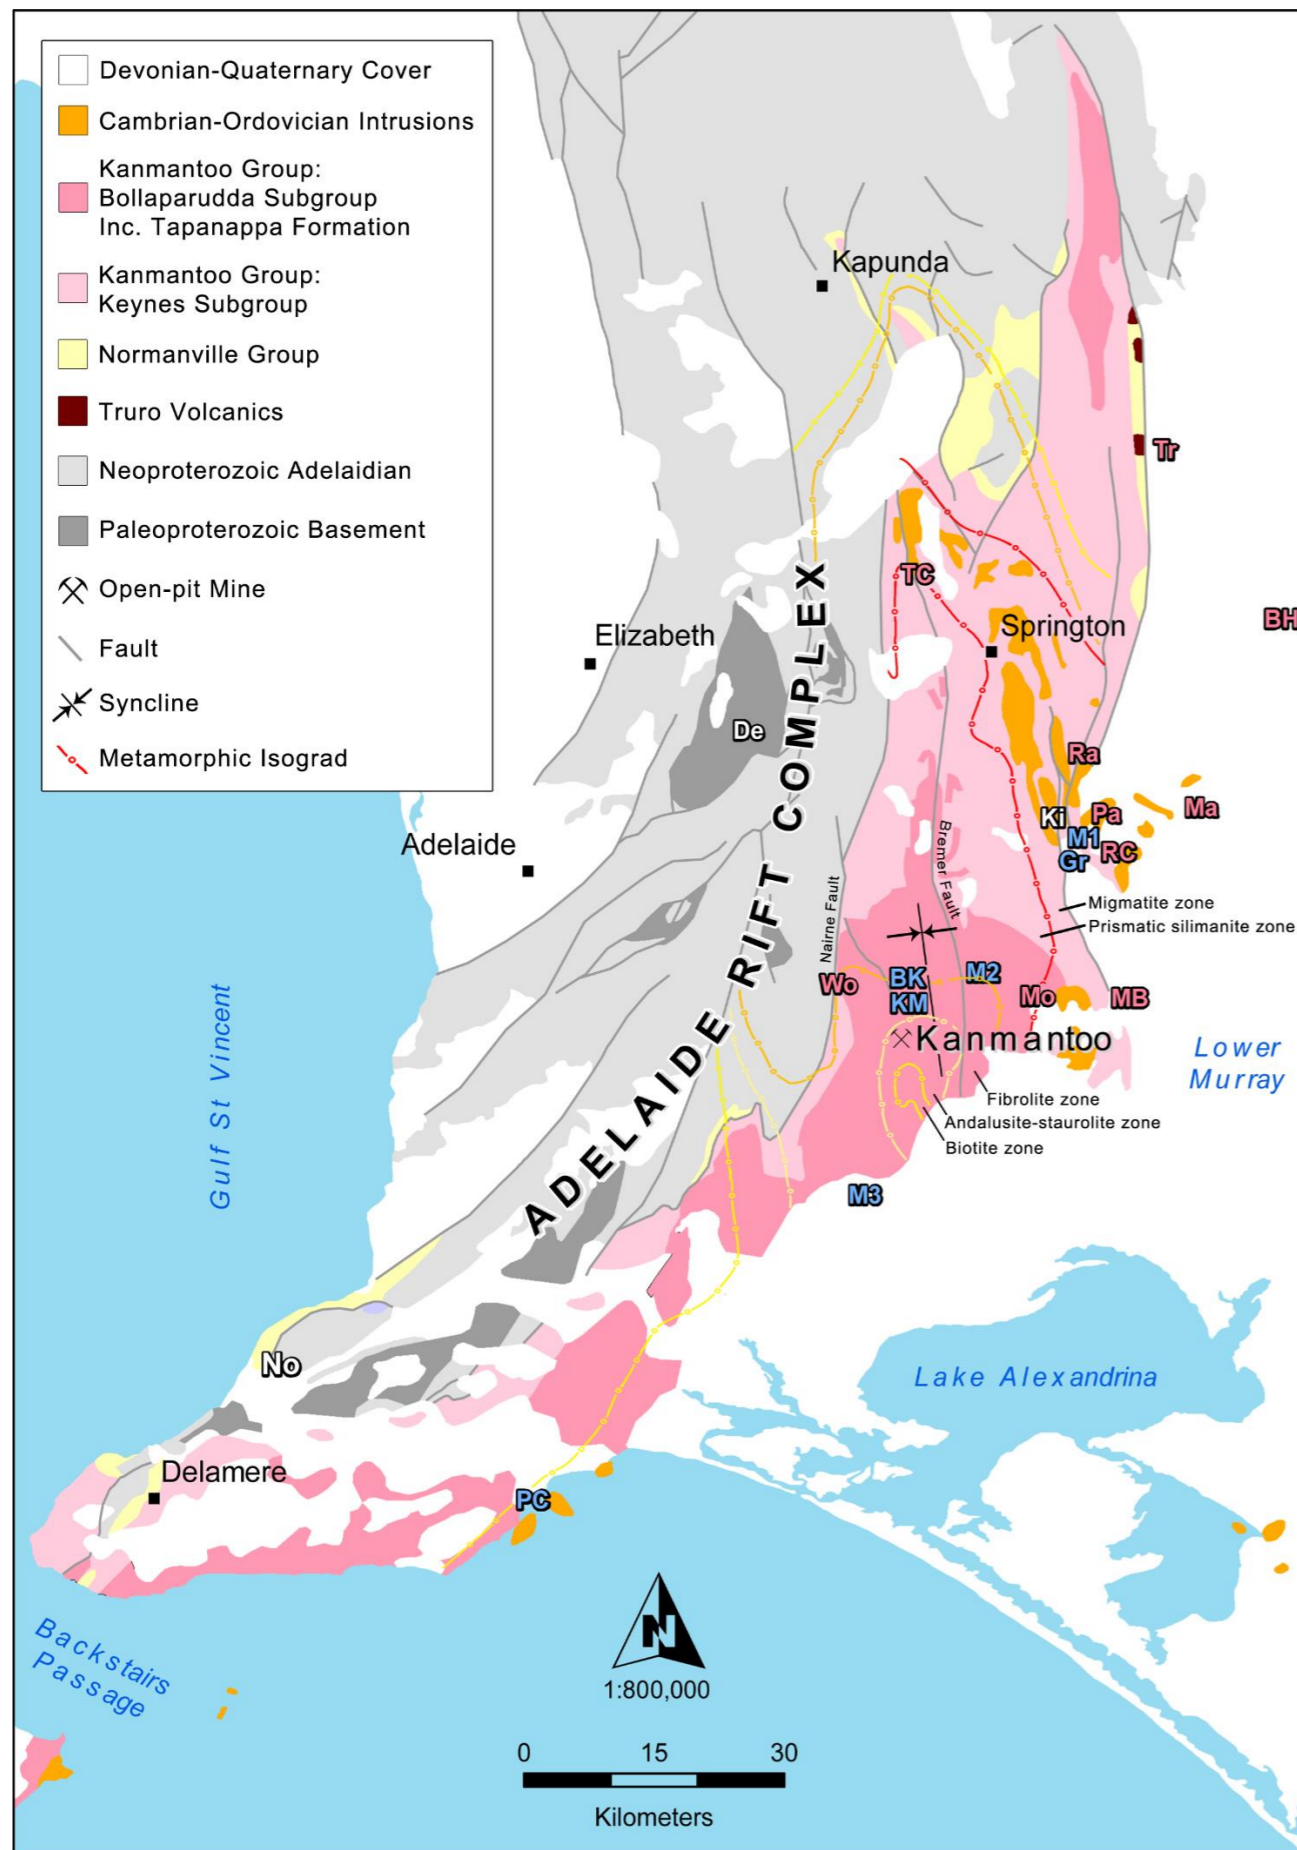 Devonian-Quaternary Cover
Cambrian-Ordovician Intrusions
Kanmantoo Group:
Bollaparudda Subgroup
Inc. Tapanappa Formation
Kanmantoo Group:
Keynes Subgroup
Normanville Group
Truro Volcanics
Neoproterozoic Adelaidian
Paleoproterozoic Basement
Open-pit Mine
Fault
Syncline
Metamorphic Isograd
Kapunda
Tr
TC
BH
Elizabeth
Springton
De
Ra
Ma
Pa
Ki
M1
RC
Gr
Adelaide
Bremer Fault
Nairne Fault
Migmatite zone
Prismatic silimanite zone
ADELAIDE RIFT COMPLEX
Wo
BK
KM
M2
Mo
MB
Kanmantoo
Lower
Murray
Fibrolite zone
Andalusite-staurolite zone
Biotite zone
Gulf St Vincent
M3
No
Lake Alexandrina
Delamere
PC
Backstairs
Passage
N
1:800,000
0 15 30
Kilometers